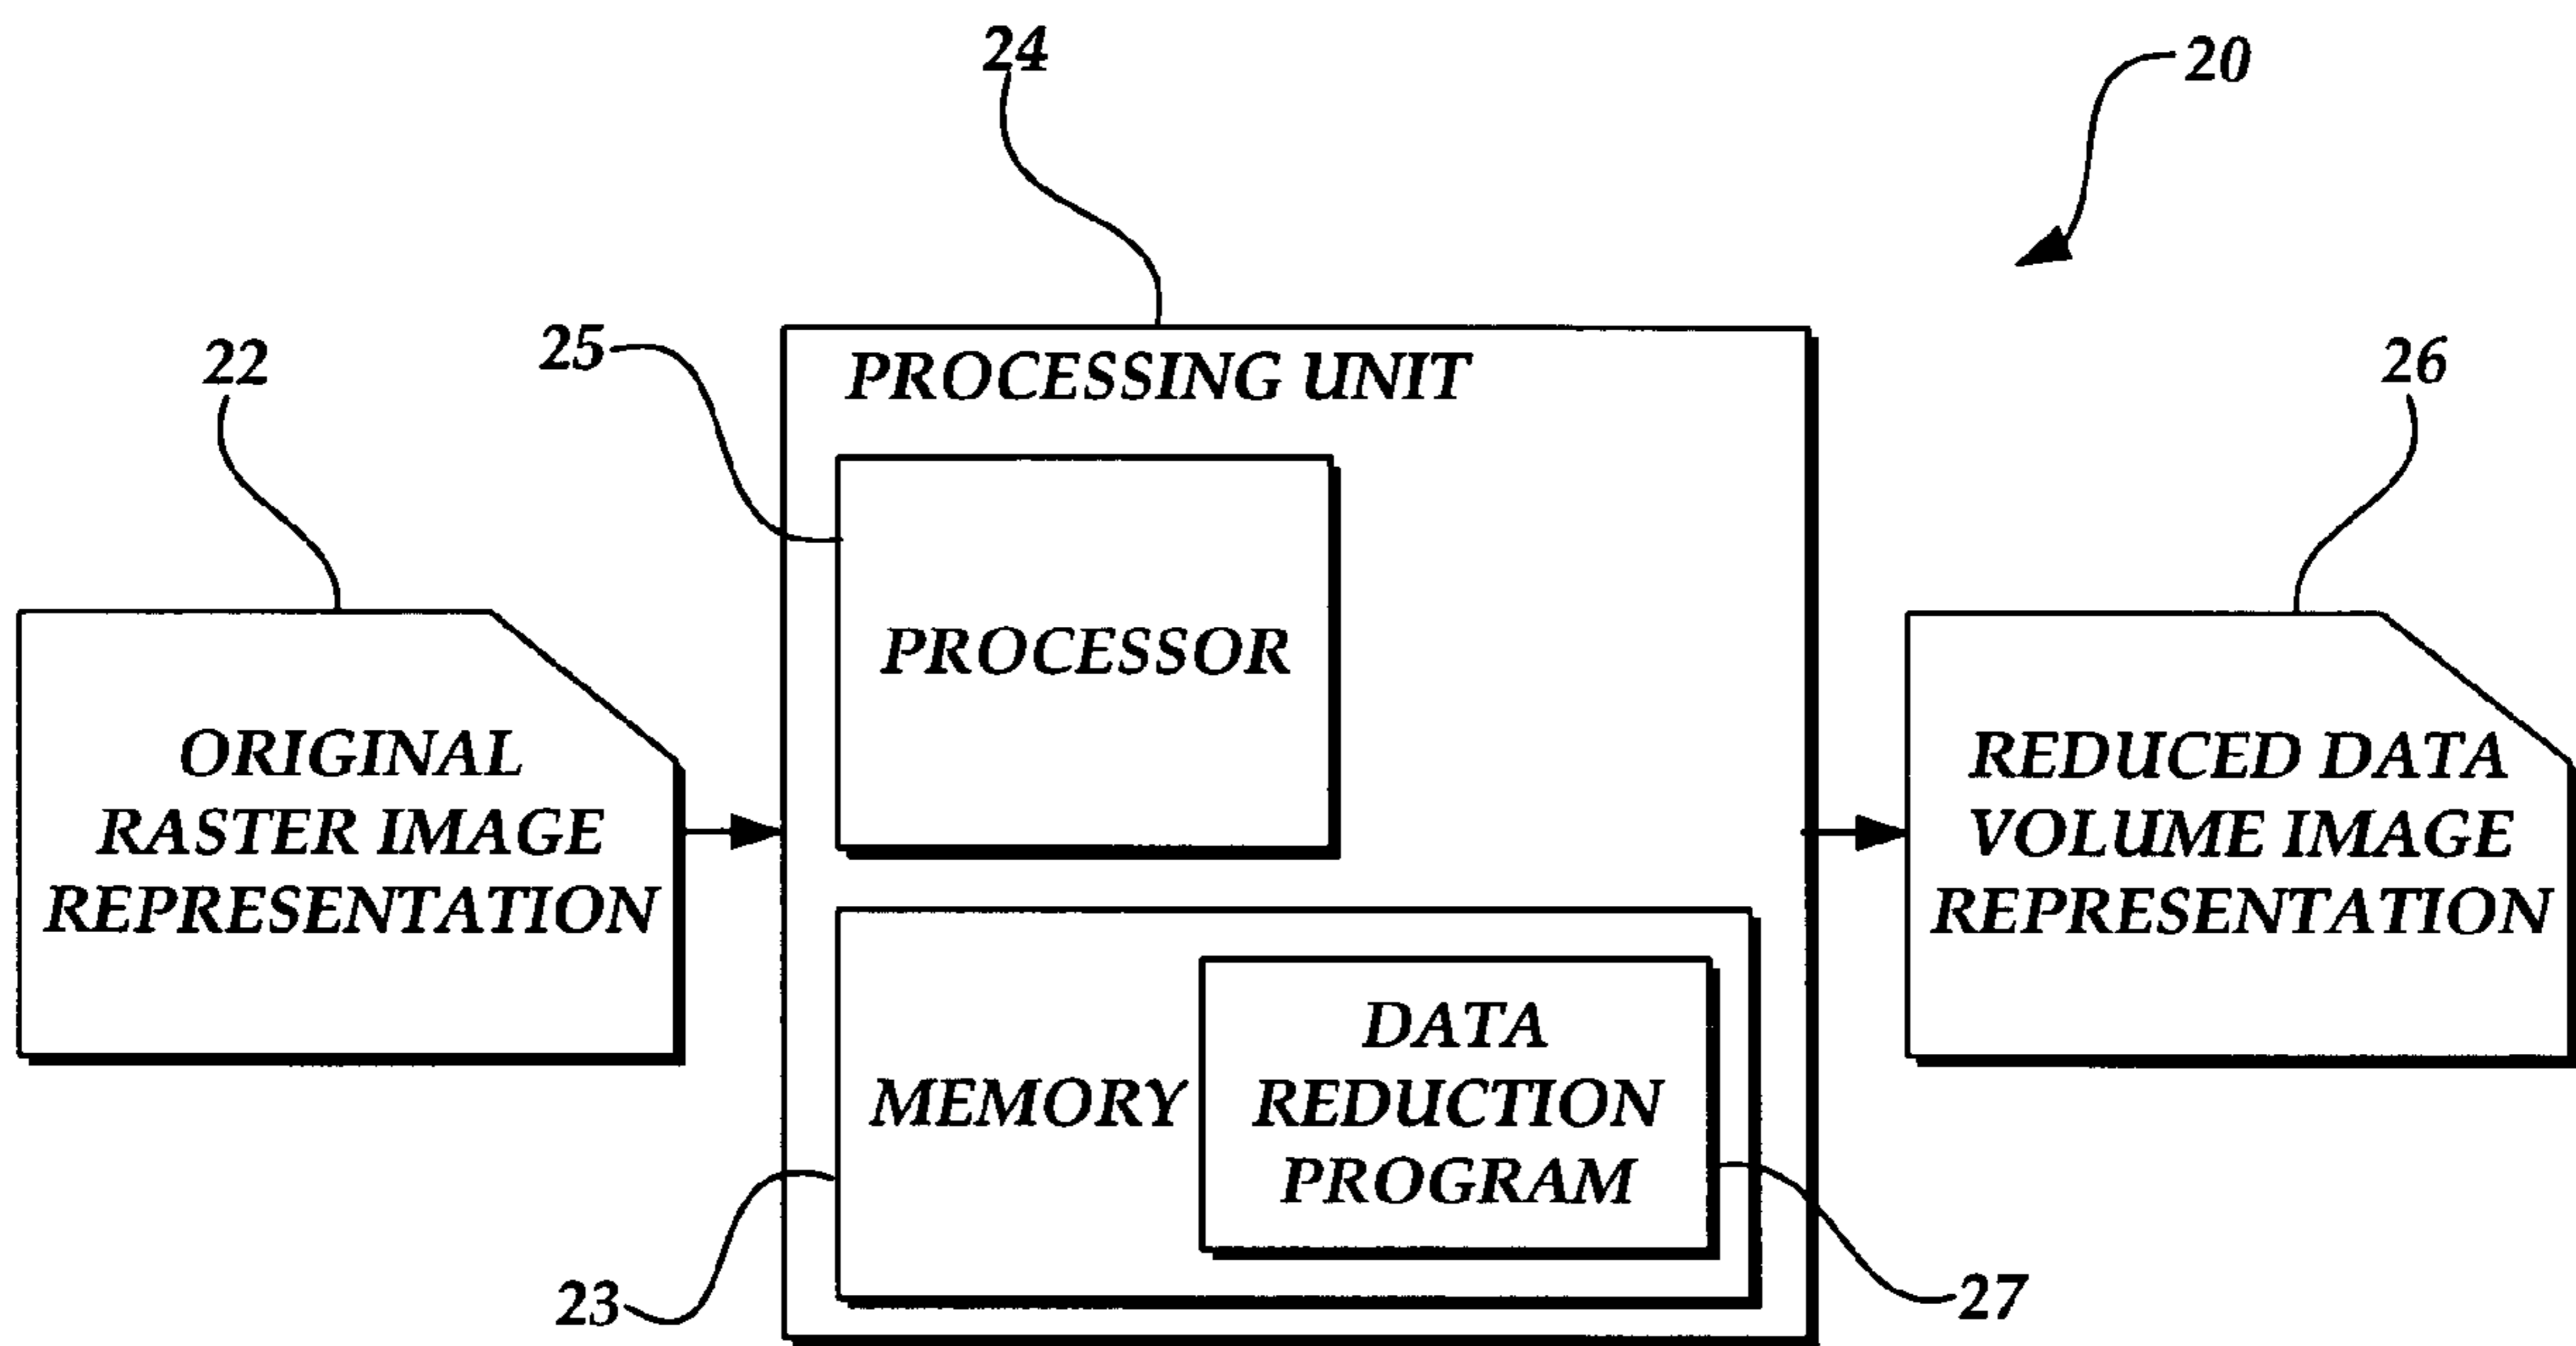 24
20
22
25
PROCESSING UNIT
26
PROCESSOR
ORIGINAL
RASTER IMAGE
REPRESENTATION
REDUCED DATA
VOLUME IMAGE
REPRESENTATION
MEMORY
DATA
REDUCTION
PROGRAM
23
27